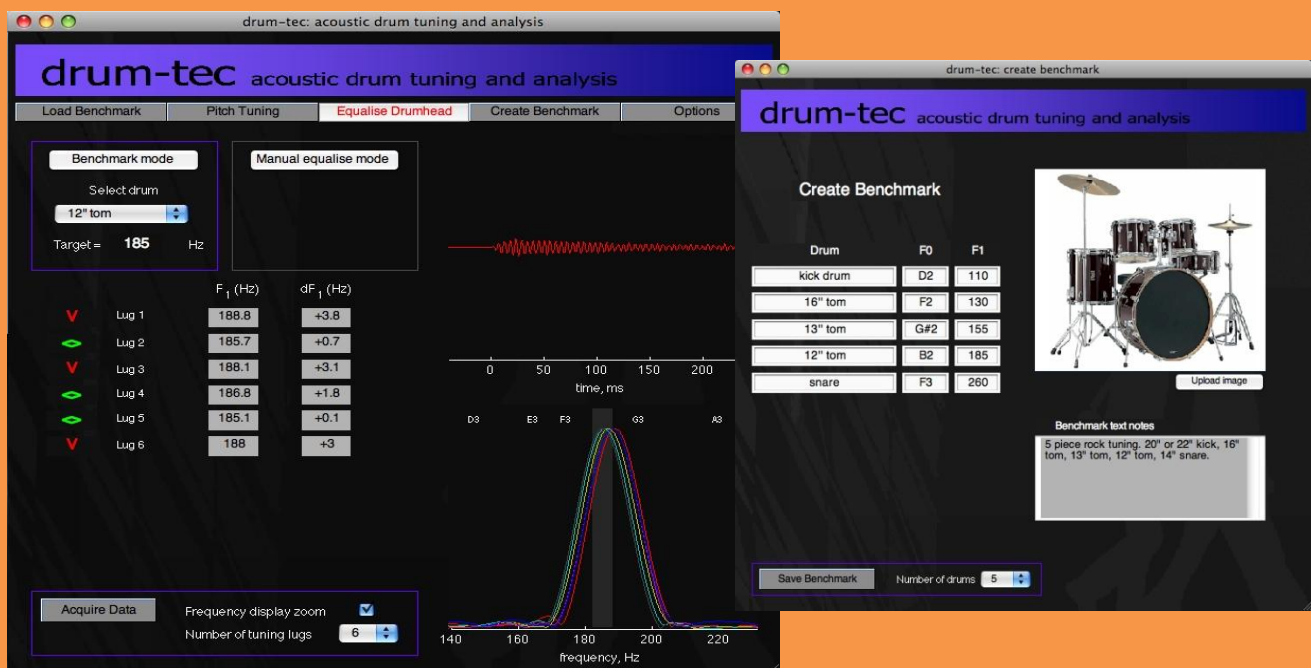 drum-tec: acoustic drum tuning and analysis
drum-tec acoustic drum tuning and analysis
Load Benchmark Pitch Tuning Equalise Drumhead Create Benchmark Options
Benchmark mode Manual equalise mode
Select drum
12" tom
Target = 185 Hz
F1 (Hz) dF1 (Hz)
V Lug 1 188.8 +3.8
<> Lug 2 185.7 +0.7
V Lug 3 188.1 +3.1
<> Lug 4 186.8 +1.8
<> Lug 5 185.1 +0.1
V Lug 6 188 +3
0 50 100 150 200
time, ms
D3 E3 F3 G3 A3
140 160 180 200 220
frequency, Hz
Acquire Data Frequency display zoom
Number of tuning lugs 6
drum-tec: create benchmark
drum-tec acoustic drum tuning and analysis
Create Benchmark
Drum F0 F1
kick drum D2 110
16" tom F2 130
13" tom G#2 155
12" tom B2 185
snare F3 260
Upload image
Benchmark text notes
5 piece rock tuning. 20" or 22" kick, 16"
tom, 13" tom, 12" tom, 14" snare.
Save Benchmark Number of drums 5